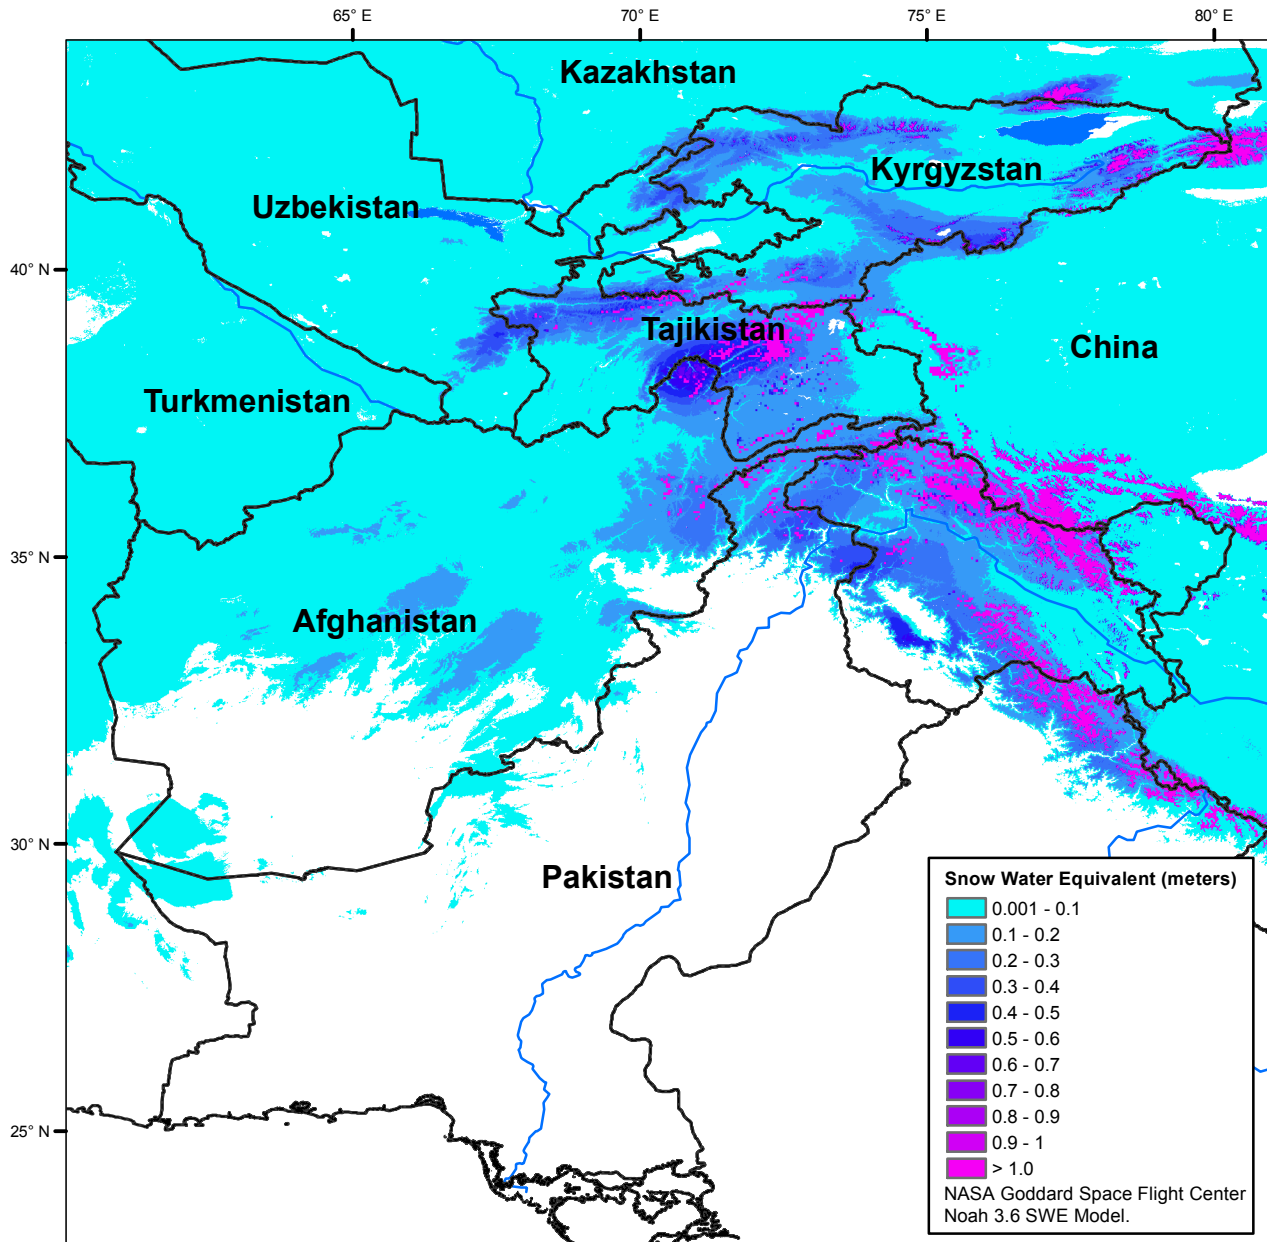 65° E
70° E
75° E
80° E
Kazakhstan
Kyrgyzstan
Uzbekistan
40° N
Tajikistan
China
Turkmenistan
35° N
Afghanistan
30° N
Pakistan
25° N
Snow Water Equivalent (meters)
0.001 - 0.1
0.1 - 0.2
0.2 - 0.3
0.3 - 0.4
0.4 - 0.5
0.5 - 0.6
0.6 - 0.7
0.7 - 0.8
0.8 - 0.9
0.9 - 1
> 1.0
NASA Goddard Space Flight Center
Noah 3.6 SWE Model.